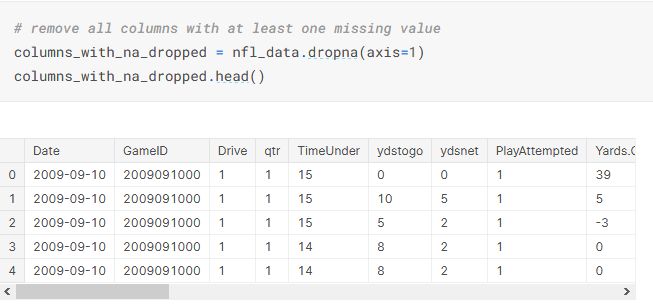 # remove all columns with at least one missing value
columns_with_na_dropped = nfl_data.dropna(axis=1)
columns_with_na_dropped.head()
Date GameID Drive qtr TimeUnder ydstogo ydsnet PlayAttempted Yards.G
0 2009-09-10 2009091000 1 1 15 0 0 1 39
1 2009-09-10 2009091000 1 1 15 10 5 1 5
2 2009-09-10 2009091000 1 1 15 5 2 1 -3
3 2009-09-10 2009091000 1 1 14 8 2 1 0
4 2009-09-10 2009091000 1 1 14 8 2 1 0